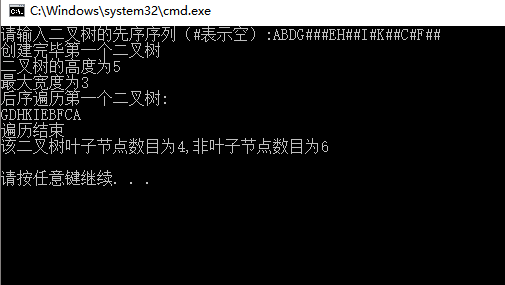 C:\Windows\system32\cmd.exe
请输入二叉树的先序序列（#表示空）:ABDG###EH##I#K##C#F##
创建完毕第一个二叉树
二叉树的高度为5
最大宽度为3
后序遍历第一个二叉树:
GDHKIEBFCA
遍历结束
该二叉树叶子节点数目为4,非叶子节点数目为6
请按任意键继续. . .